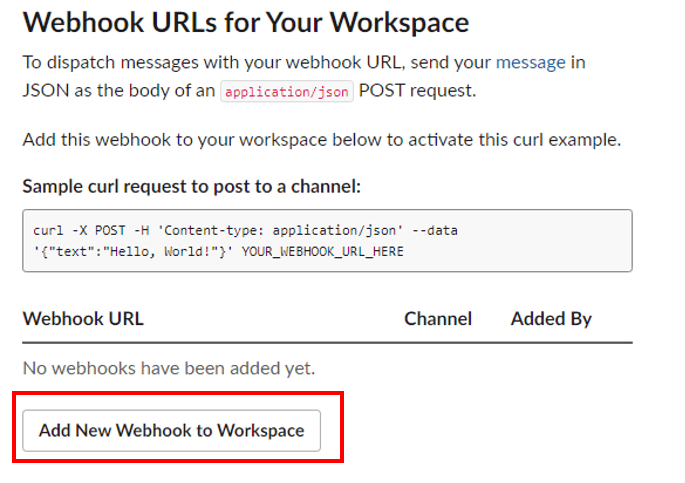 Webhook URLs for Your Workspace
To dispatch messages with your webhook URL, send your message in
JSON as the body of an application/json POST request.
Add this webhook to your workspace below to activate this curl example.
Sample curl request to post to a channel:
curl -X POST -H 'Content-type: application/json' --data
'{"text":"Hello, World!"}' YOUR_WEBHOOK_URL_HERE
Webhook URL Channel Added By
No webhooks have been added yet.
Add New Webhook to Workspace